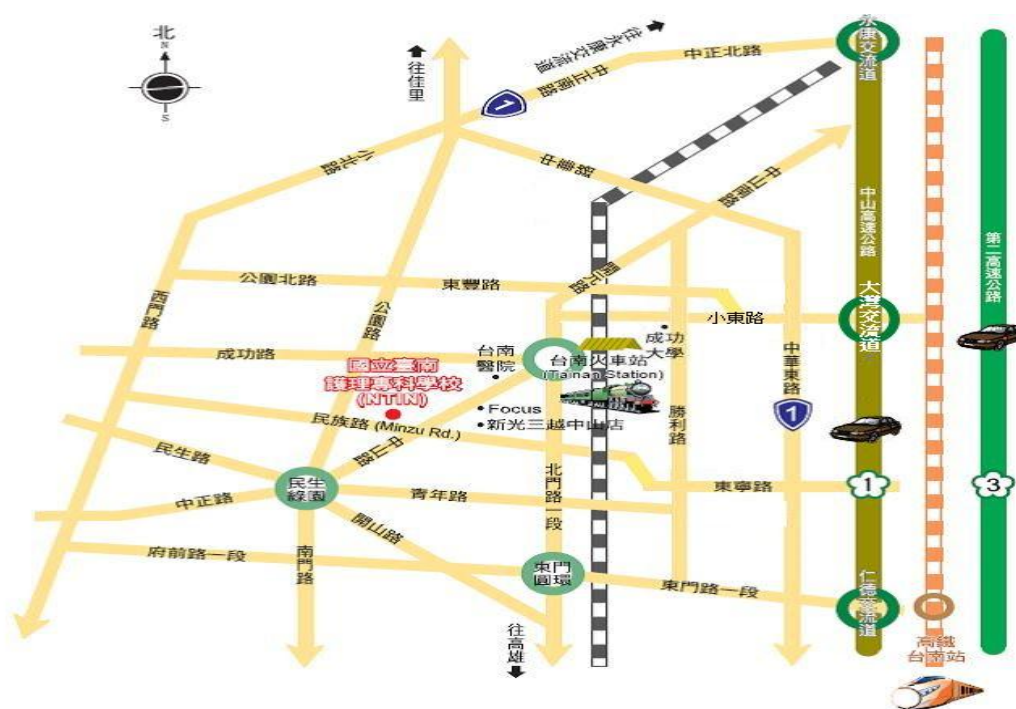 北
N
S
往佳里
往永康交流道
中正南路
1
中正北路
永康交流道
小北路
中華路
中山南路
中山高速公路
第二高速公路
公園北路
東豐路
開元路
西門路
公園路
大灣交流道
小東路
成功路
台南
醫院
台南火車站
(Tainan Station)
成功
大學
中華東路
國立臺南
護理專科學校
(NTIN)
Focus
新光三越中山店
民族路 (Minzu Rd.)
中山路
勝利路
1
民生路
民生
綠園
北門路一段
青年路
東寧路
1
3
中正路
開山路
南門路
府前路一段
東門
圓環
東門路一段
仁德交流道
往高雄
高鐵
台南站